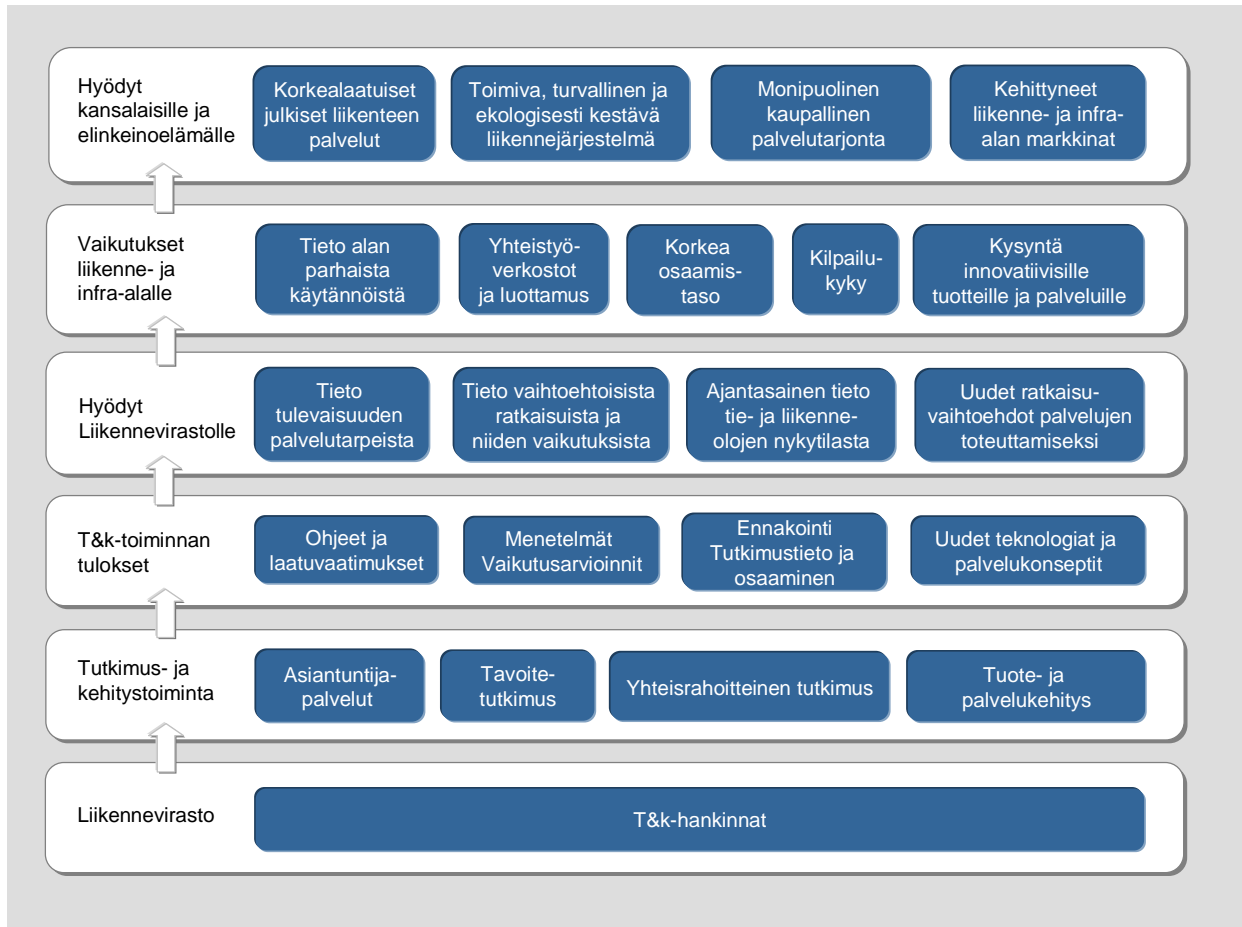 Hyödyt
kansalaisille ja
elinkeinoelämälle
Korkealaatuiset
julkiset liikenteen
palvelut
Toimiva, turvallinen ja
ekologisesti kestävä
liikennejärjestelmä
Monipuolinen
kaupallinen
palvelutarjonta
Kehittyneet
liikenne- ja infra-
alan markkinat
Vaikutukset
liikenne- ja
infra-alalle
Tieto alan
parhaista
käytännöistä
Yhteistyö-
verkostot
ja luottamus
Korkea
osaamis-
taso
Kilpailu-
kyky
Kysyntä
innovatiivisille
tuotteille ja palveluille
Hyödyt
Liikennevirastolle
Tieto
tulevaisuuden
palvelutarpeista
Tieto vaihtoehtoisista
ratkaisuista ja
niiden vaikutuksista
Ajantasainen tieto
tie- ja liikenne-
olojen nykytilasta
Uudet ratkaisu-
vaihtoehdot palvelujen
toteuttamiseksi
T&k-toiminnan
tulokset
Ohjeet ja
laatuvaatimukset
Menetelmät
Vaikutusarvioinnit
Ennakointi
Tutkimustieto ja
osaaminen
Uudet teknologiat ja
palvelukonseptit
Tutkimus- ja
kehitystoiminta
Asiantuntija-
palvelut
Tavoite-
tutkimus
Yhteisrahoitteinen tutkimus
Tuote- ja
palvelukehitys
Liikennevirasto
T&k-hankinnat